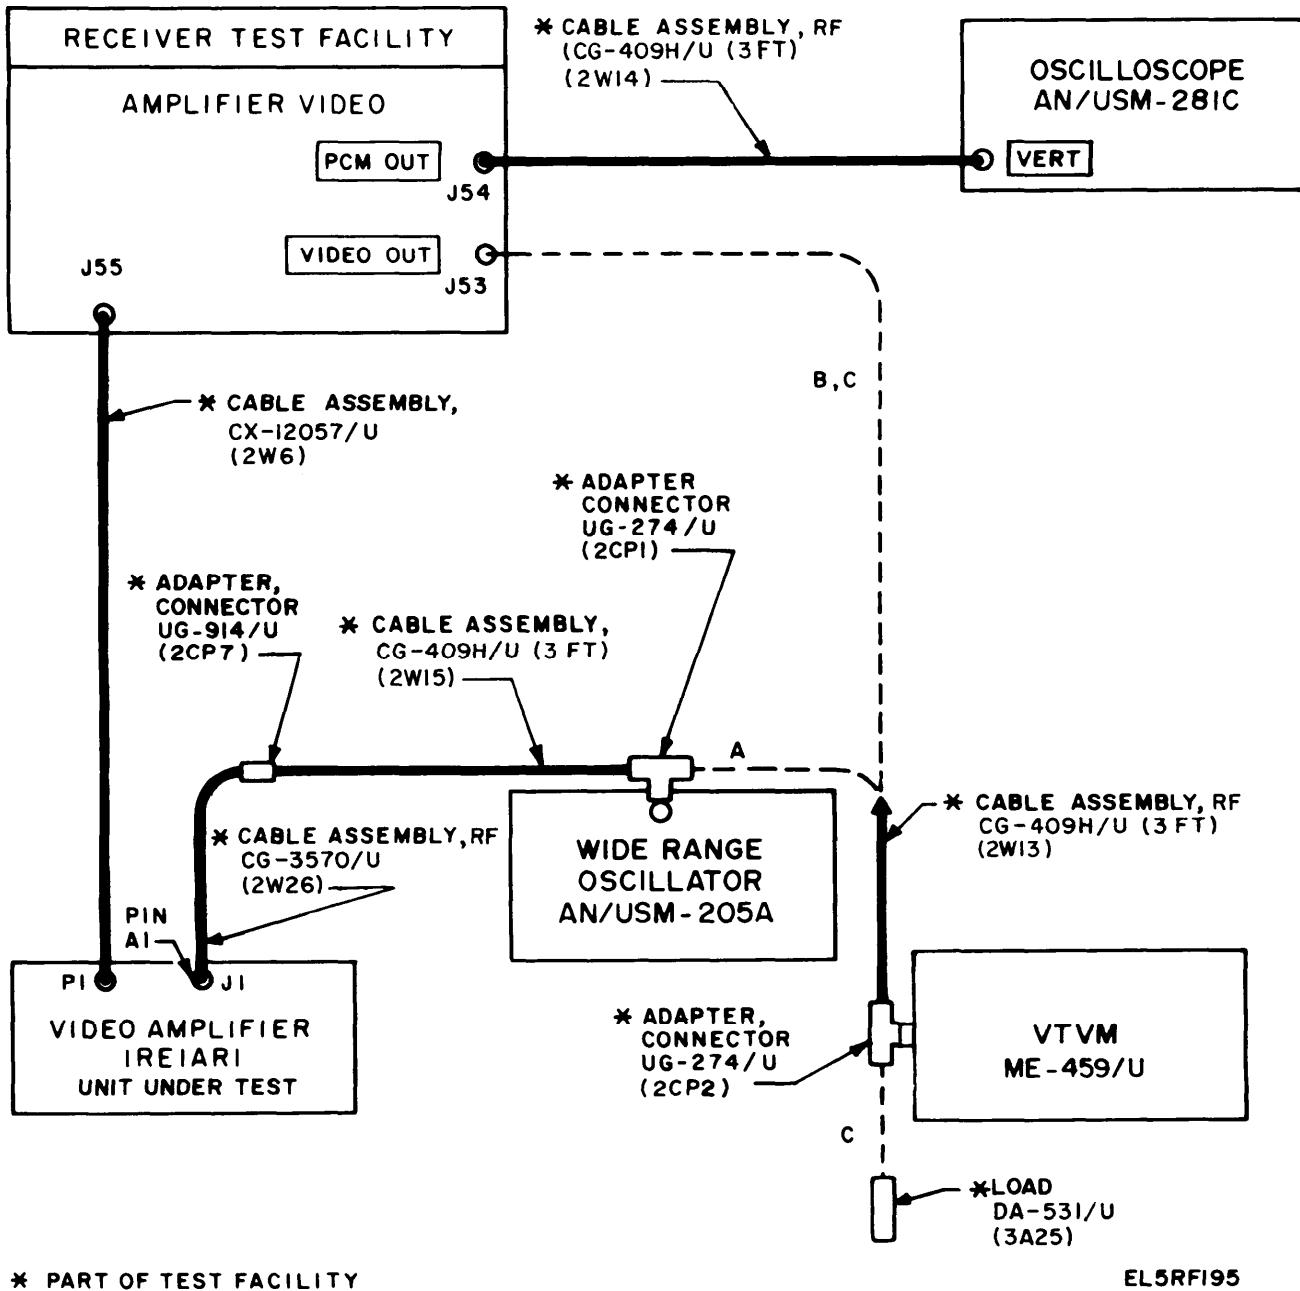 RECEIVER TEST FACILITY
AMPLIFIER VIDEO
PCM OUT
J54
VIDEO OUT
J53
J55
* CABLE ASSEMBLY, RF
(CG-409H/U (3 FT)
(2W14)
OSCILLOSCOPE
AN/USM-281C
VERT
B,C
* CABLE ASSEMBLY,
CX-12057/U
(2W6)
* ADAPTER
CONNECTOR
UG-274/U
(2CP1)
* ADAPTER,
CONNECTOR
UG-914/U
(2CP7)
* CABLE ASSEMBLY,
CG-409H/U (3 FT)
(2W15)
A
* CABLE ASSEMBLY, RF
CG-3570/U
(2W26)
WIDE RANGE
OSCILLATOR
AN/USM-205A
* CABLE ASSEMBLY, RF
CG-409H/U (3 FT)
(2W13)
PIN
A1
P1
J1
VIDEO AMPLIFIER
1RE1AR1
UNIT UNDER TEST
* ADAPTER,
CONNECTOR
UG-274/U
(2CP2)
VTVM
ME-459/U
C
* LOAD
DA-531/U
(3A25)
* PART OF TEST FACILITY
EL5RF195